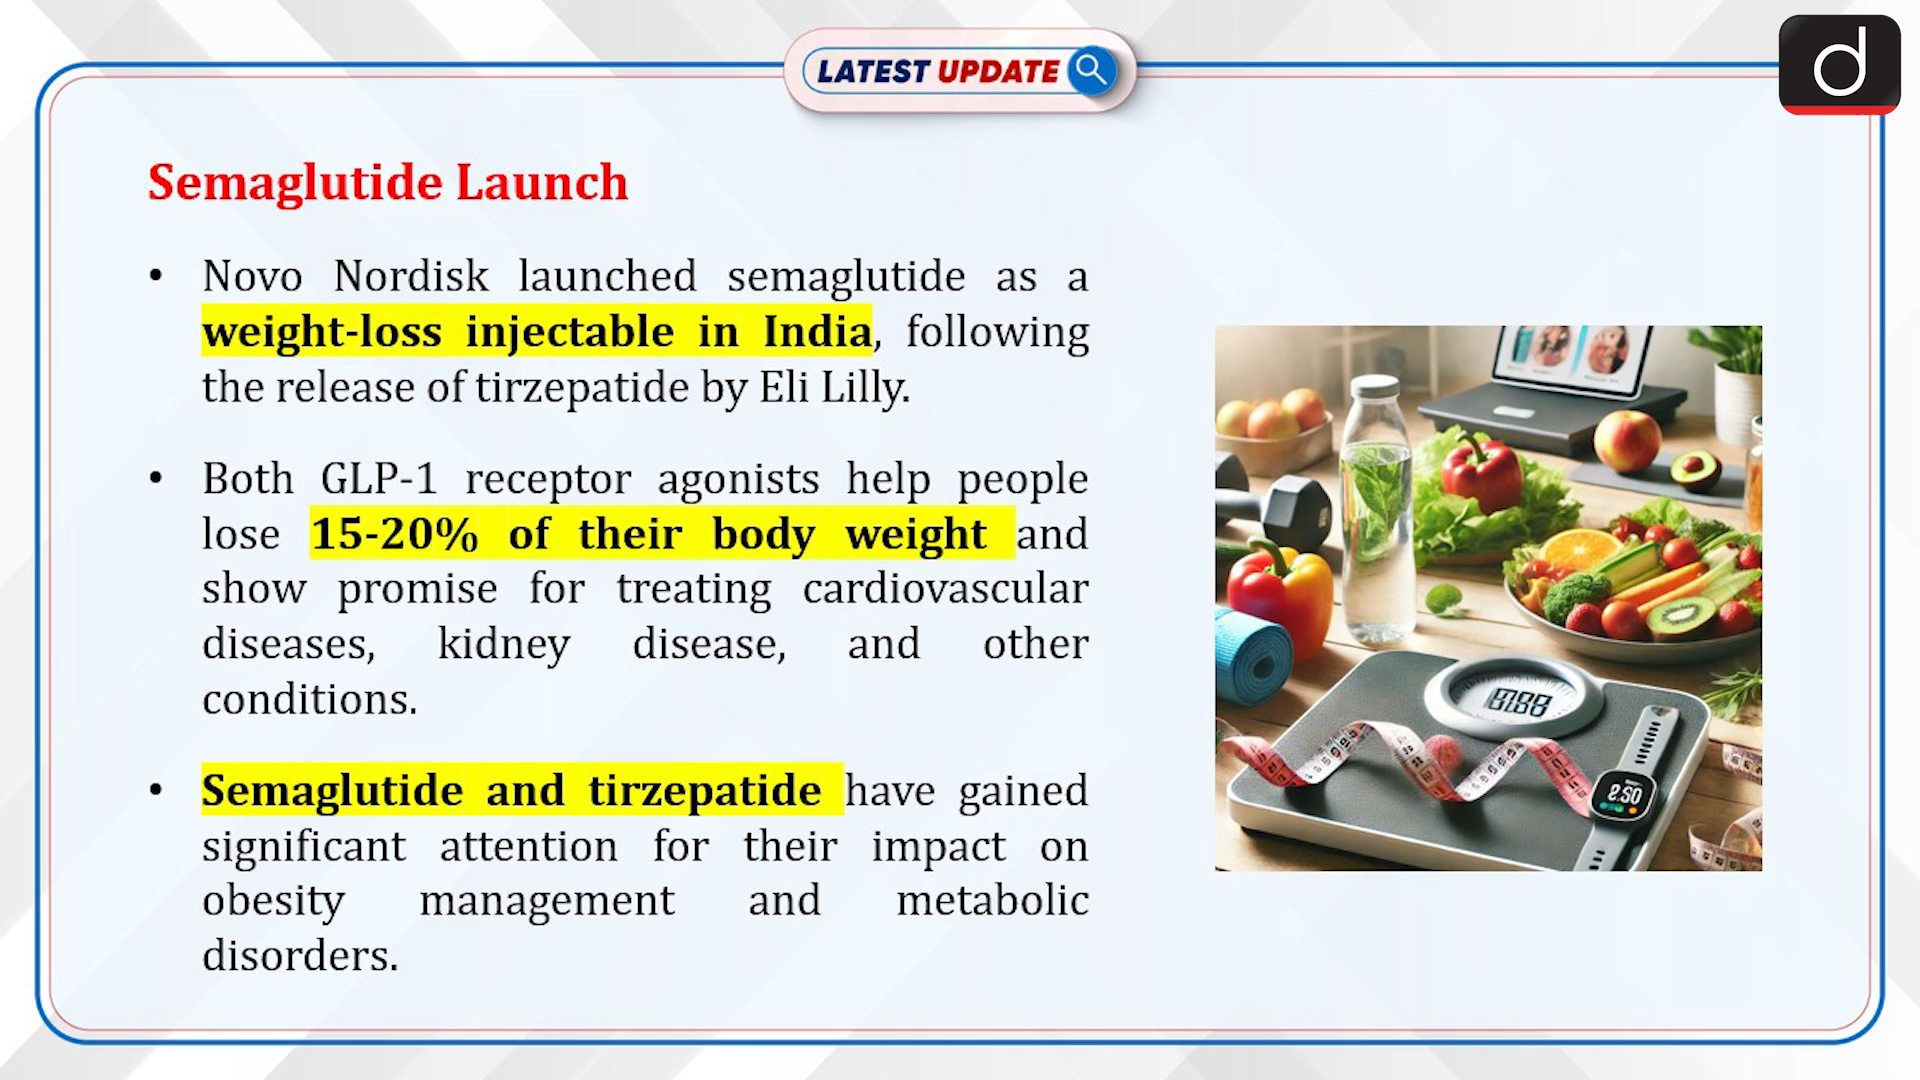 LATEST UPDATE
d
Semaglutide Launch
• Novo Nordisk launched semaglutide as a
weight-loss injectable in India, following
the release of tirzepatide by Eli Lilly.
• Both GLP-1 receptor agonists help people
lose 15-20% of their body weight and
show promise for treating cardiovascular
diseases, kidney disease, and other
conditions.
• Semaglutide and tirzepatide have gained
significant attention for their impact on
obesity management and metabolic
disorders.